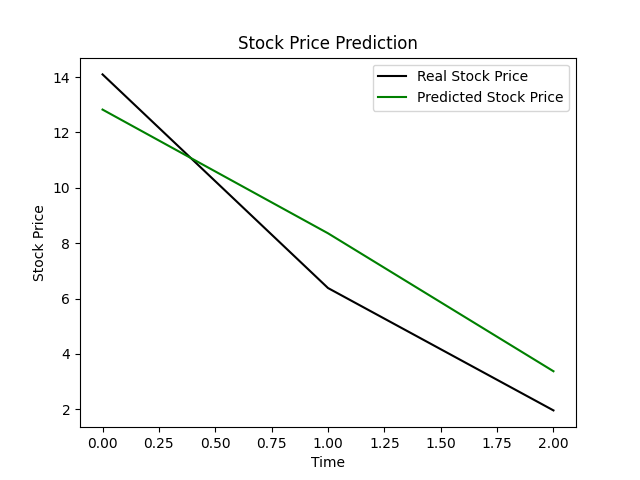 Stock Price Prediction
Real Stock Price
Predicted Stock Price
14
12
10
8
6
4
2
Stock Price
0.00 0.25 0.50 0.75 1.00 1.25 1.50 1.75 2.00
Time